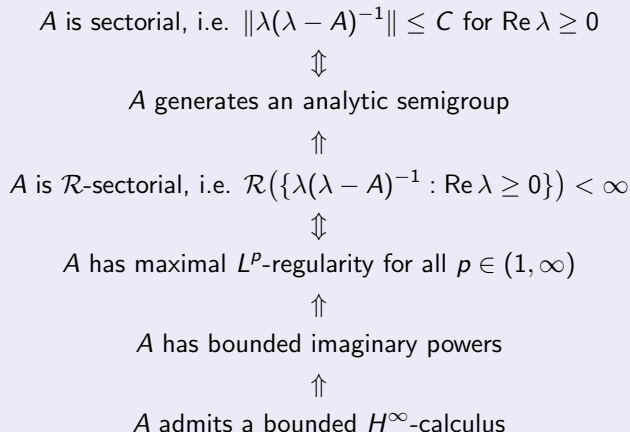 A is sectorial, i.e. ‖λ(λ − A)⁻¹‖ ≤ C for Re λ ≥ 0
⇕
A generates an analytic semigroup
⇑
A is ℛ-sectorial, i.e. ℛ({λ(λ − A)⁻¹ : Re λ ≥ 0}) < ∞
⇕
A has maximal Lᵖ-regularity for all p ∈ (1, ∞)
⇑
A has bounded imaginary powers
⇑
A admits a bounded H^∞-calculus